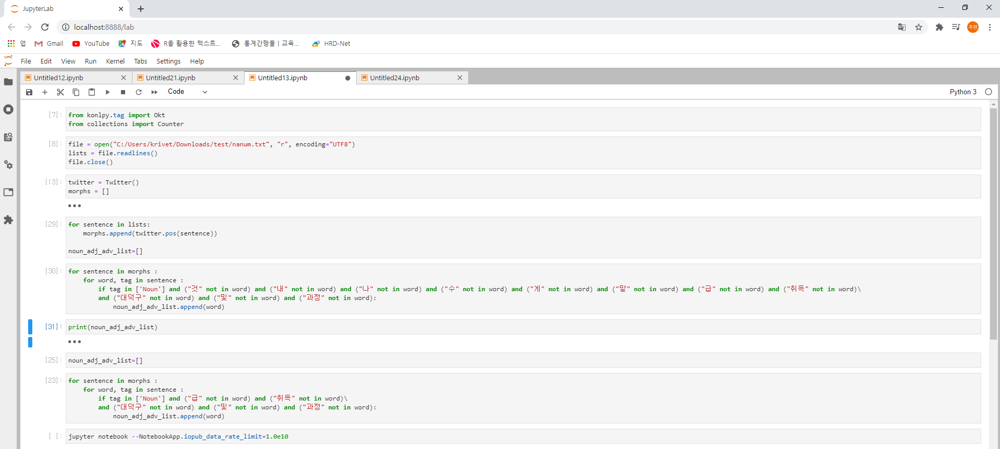 JupyterLab
localhost:8888/lab
주현
앱 Gmail YouTube 지도 R을 활용한 텍스트... 통계간행물 | 교육... HRD-Net
File Edit View Run Kernel Tabs Settings Help
Untitled12.ipynb Untitled21.ipynb Untitled13.ipynb Untitled24.ipynb
Code Python 3
[7]: from konlpy.tag import Okt
from collections import Counter
[8]: file = open("C:/Users/krivet/Downloads/test/nanum.txt", "r", encoding="UTF8")
lists = file.readlines()
file.close()
[13]: twitter = Twitter()
morphs = []
[29]: for sentence in lists:
    morphs.append(twitter.pos(sentence))
noun_adj_adv_list=[]
[30]: for sentence in morphs :
    for word, tag in sentence :
        if tag in ['Noun'] and ("것" not in word) and ("내" not in word) and ("나" not in word) and ("수" not in word) and ("게" not in word) and ("말" not in word) and ("급" not in word) and ("취득" not in word)\
        and ("대덕구" not in word) and ("및" not in word) and ("과정" not in word):
            noun_adj_adv_list.append(word)
[31]: print(noun_adj_adv_list)
[25]: noun_adj_adv_list=[]
[23]: for sentence in morphs :
    for word, tag in sentence :
        if tag in ['Noun'] and ("급" not in word) and ("취득" not in word)\
        and ("대덕구" not in word) and ("및" not in word) and ("과정" not in word):
            noun_adj_adv_list.append(word)
[ ]: jupyter notebook --NotebookApp.iopub_data_rate_limit=1.0e10